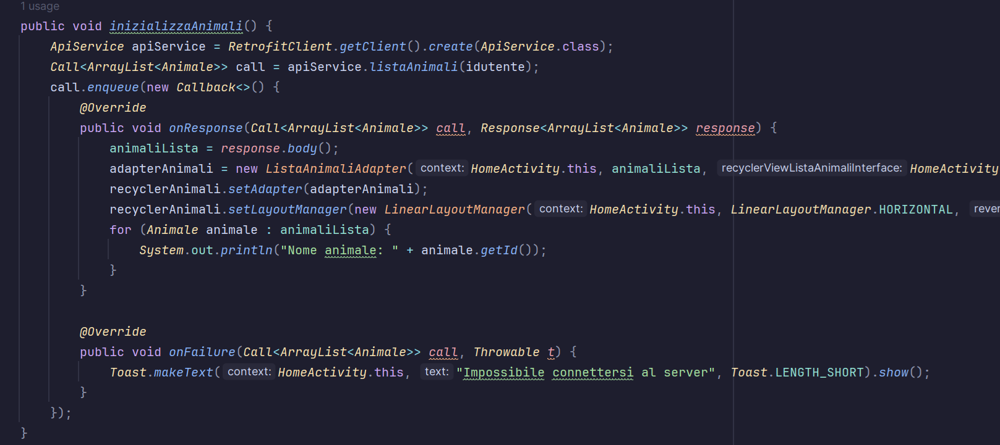 1 usage
public void inizializzaAnimali() {
ApiService apiService = RetrofitClient.getClient().create(ApiService.class);
Call<ArrayList<Animale>> call = apiService.listaAnimali(idutente);
call.enqueue(new Callback<>() {
@Override
public void onResponse(Call<ArrayList<Animale>> call, Response<ArrayList<Animale>> response) {
animaliLista = response.body();
adapterAnimali = new ListaAnimaliAdapter( context: HomeActivity.this, animaliLista, recyclerViewListaAnimaliInterface: HomeActivity
recyclerAnimali.setAdapter(adapterAnimali);
recyclerAnimali.setLayoutManager(new LinearLayoutManager( context: HomeActivity.this, LinearLayoutManager.HORIZONTAL, rever
for (Animale animale : animaliLista) {
System.out.println("Nome animale: " + animale.getId());
}
}
@Override
public void onFailure(Call<ArrayList<Animale>> call, Throwable t) {
Toast.makeText( context: HomeActivity.this, text: "Impossibile connettersi al server", Toast.LENGTH_SHORT).show();
}
});
}